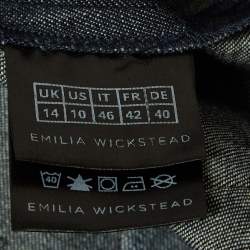 UK US IT FR DE
14 10 46 42 40
EMILIA WICKSTEAD
40
EMILIA WICKSTEAD